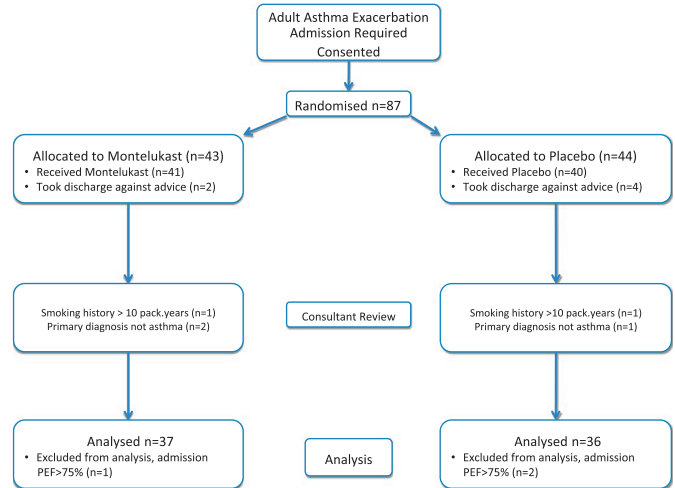 Adult Asthma Exacerbation
Admission Required
Consented
Randomised n=87
Allocated to Montelukast (n=43)
• Received Montelukast (n=41)
• Took discharge against advice (n=2)
Allocated to Placebo (n=44)
• Received Placebo (n=40)
• Took discharge against advice (n=4)
Smoking history > 10 pack.years (n=1)
Primary diagnosis not asthma (n=2)
Consultant Review
Smoking history >10 pack.years (n=1)
Primary diagnosis not asthma (n=1)
Analysed n=37
• Excluded from analysis, admission
PEF>75% (n=1)
Analysis
Analysed n=36
• Excluded from analysis, admission
PEF>75% (n=2)